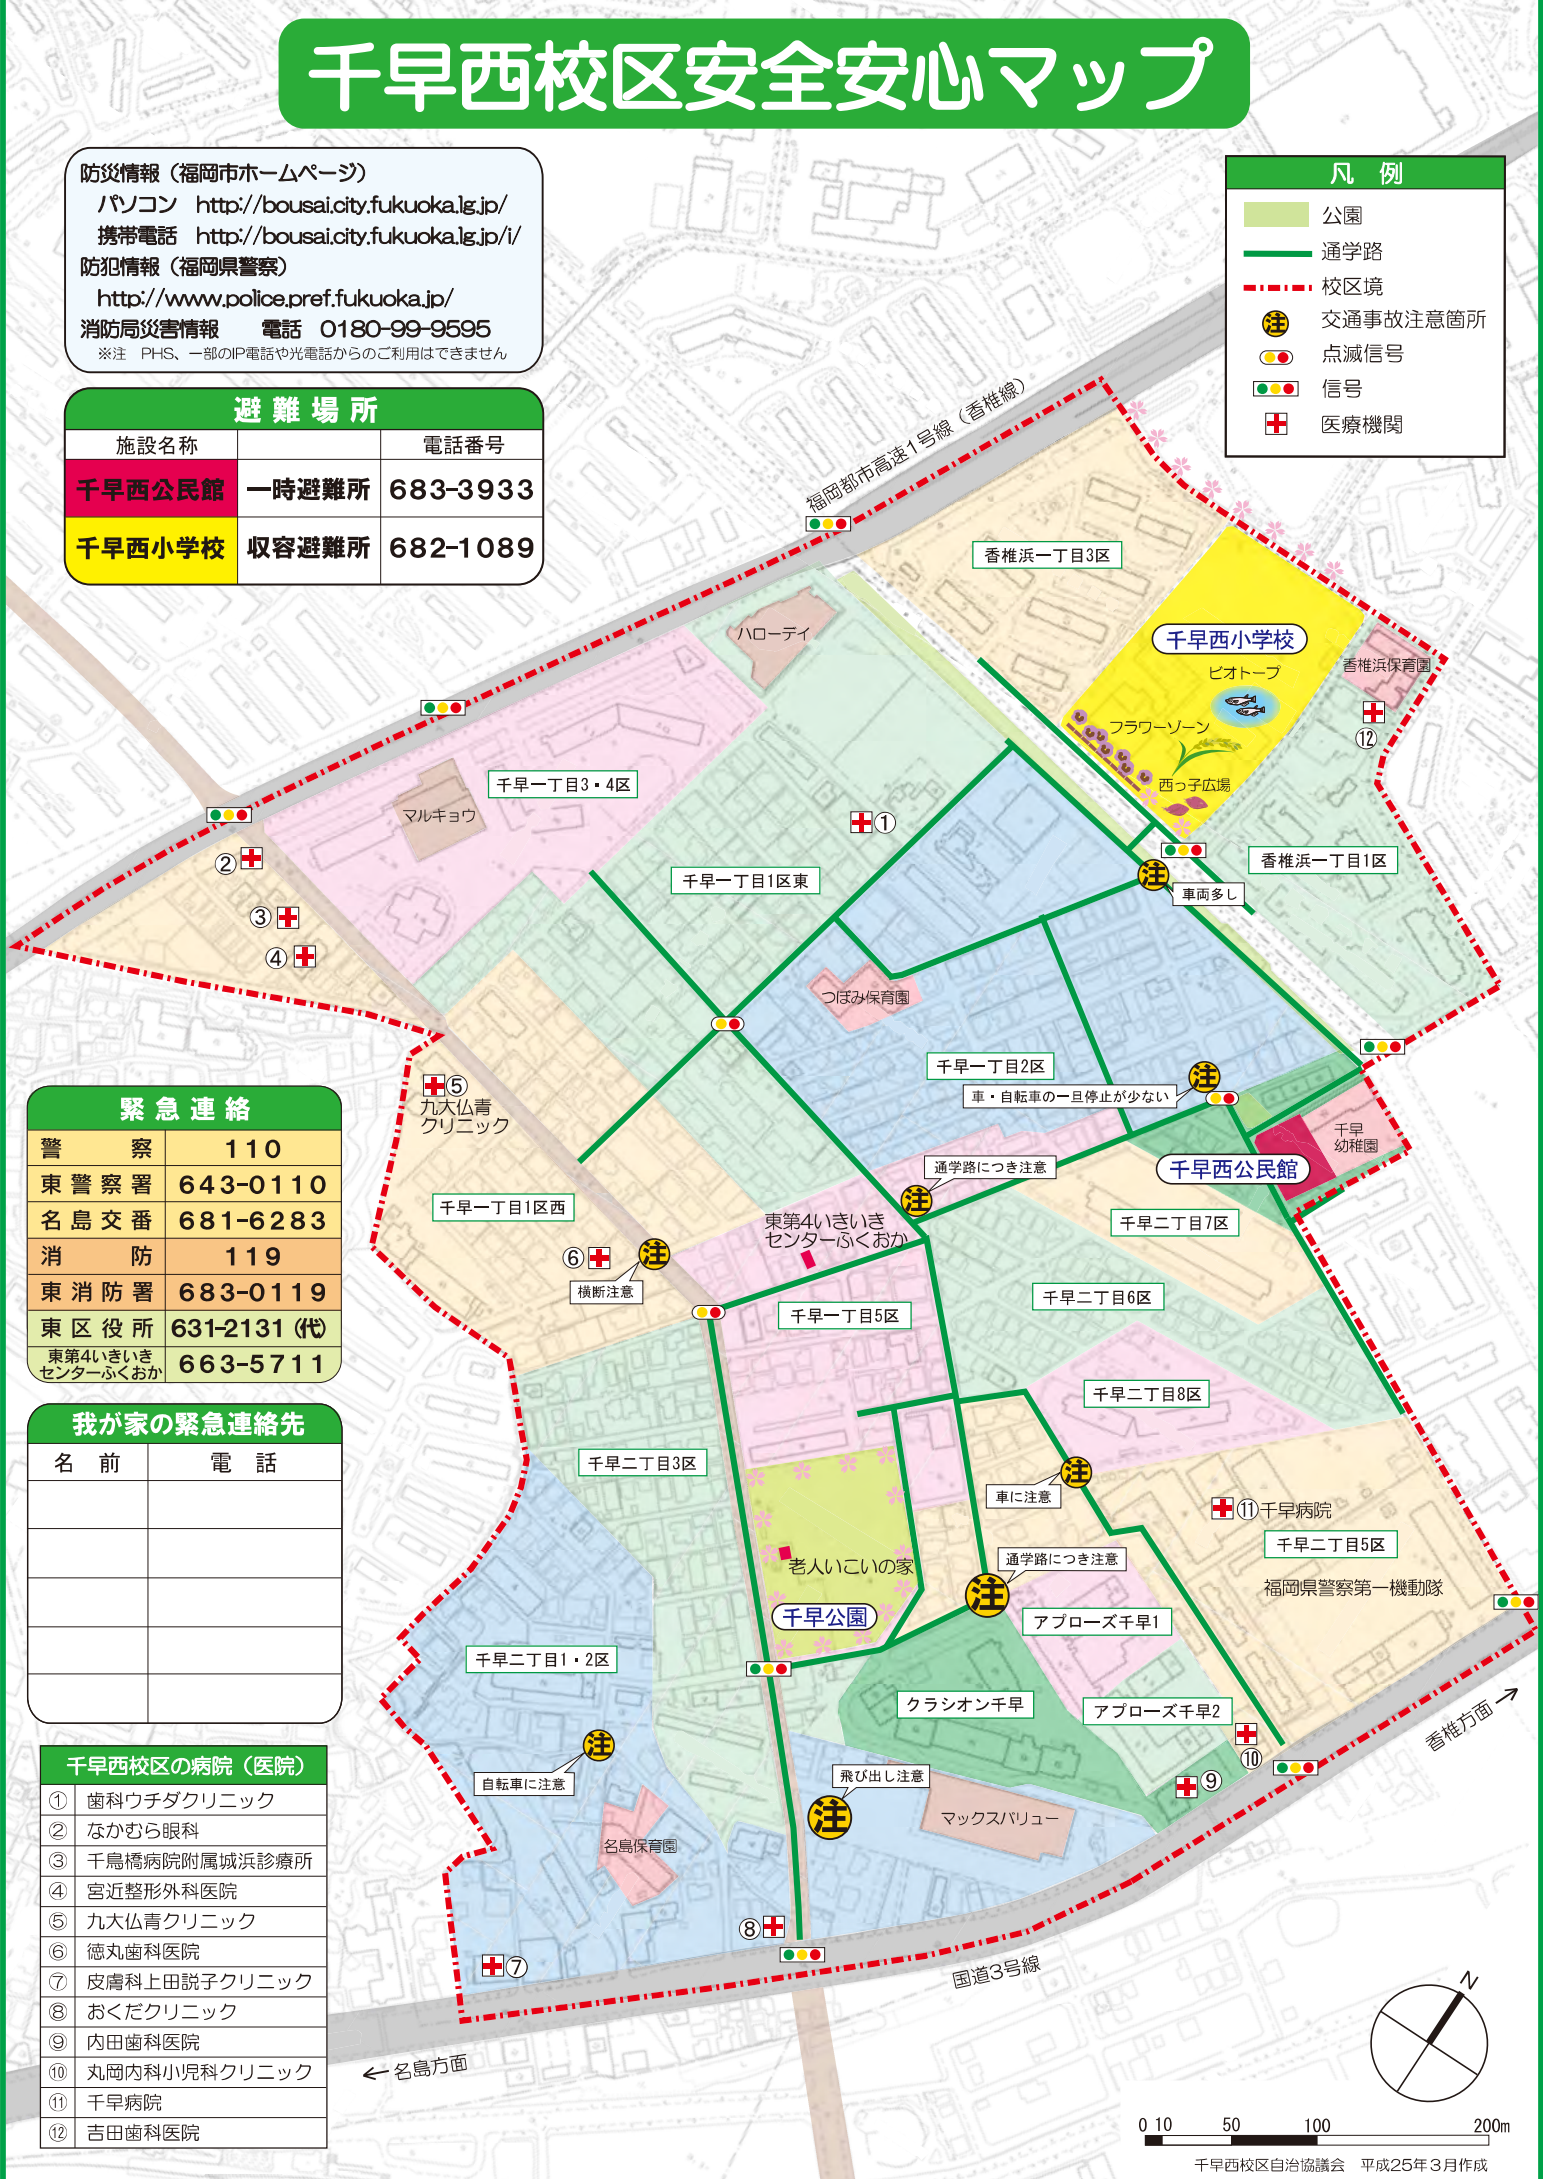 千早西校区安全安心マップ
防災情報（福岡市ホームページ）
パソコン　http://bousai.city.fukuoka.lg.jp/
携帯電話　http://bousai.city.fukuoka.lg.jp/i/
防犯情報（福岡県警察）
http://www.police.pref.fukuoka.jp/
消防局災害情報　電話　0180-99-9595
※注　PHS、一部のIP電話や光電話からのご利用はできません
避難場所
施設名称　電話番号
千早西公民館　一時避難所　683-3933
千早西小学校　収容避難所　682-1089
凡　例
公園
通学路
校区境
注　交通事故注意箇所
点滅信号
信号
医療機関
福岡都市高速1号線（香椎線）
香椎浜一丁目3区
千早西小学校
ビオトープ
フラワーゾーン
西っ子広場
香椎浜保育園
⑫
ハローデイ
千早一丁目3・4区
マルキョウ
①
千早一丁目1区東
香椎浜一丁目1区
注
車両多し
②
③
④
つぼみ保育園
千早一丁目2区
注
車・自転車の一旦停止が少ない
⑤
九大仏青
クリニック
千早
幼稚園
千早西公民館
通学路につき注意
注
千早一丁目1区西
東第4いきいき
センターふくおか
千早二丁目7区
⑥
注
横断注意
千早一丁目5区
千早二丁目6区
千早二丁目8区
千早二丁目3区
注
車に注意
⑪千早病院
千早二丁目5区
福岡県警察第一機動隊
老人いこいの家
千早公園
通学路につき注意
注
アプローズ千早1
千早二丁目1・2区
クラシオン千早
アプローズ千早2
⑩
⑨
香椎方面→
注
自転車に注意
飛び出し注意
注
マックスバリュー
名島保育園
⑧
⑦
国道3号線
←名島方面
緊急連絡
警察　110
東警察署　643-0110
名島交番　681-6283
消防　119
東消防署　683-0119
東区役所　631-2131（代）
東第4いきいき
センターふくおか　663-5711
我が家の緊急連絡先
名　前　電　話
千早西校区の病院（医院）
①　歯科ウチダクリニック
②　なかむら眼科
③　千鳥橋病院附属城浜診療所
④　宮近整形外科医院
⑤　九大仏青クリニック
⑥　徳丸歯科医院
⑦　皮膚科上田説子クリニック
⑧　おくだクリニック
⑨　内田歯科医院
⑩　丸岡内科小児科クリニック
⑪　千早病院
⑫　吉田歯科医院
N
0 10 50 100 200m
千早西校区自治協議会　平成25年3月作成